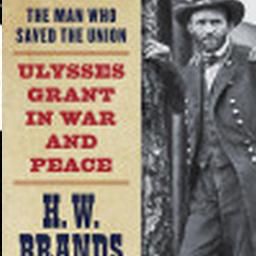 THE MAN WHO
SAVED THE UNION
ULYSSES
GRANT
IN WAR
AND
PEACE
H. W.
BRANDS